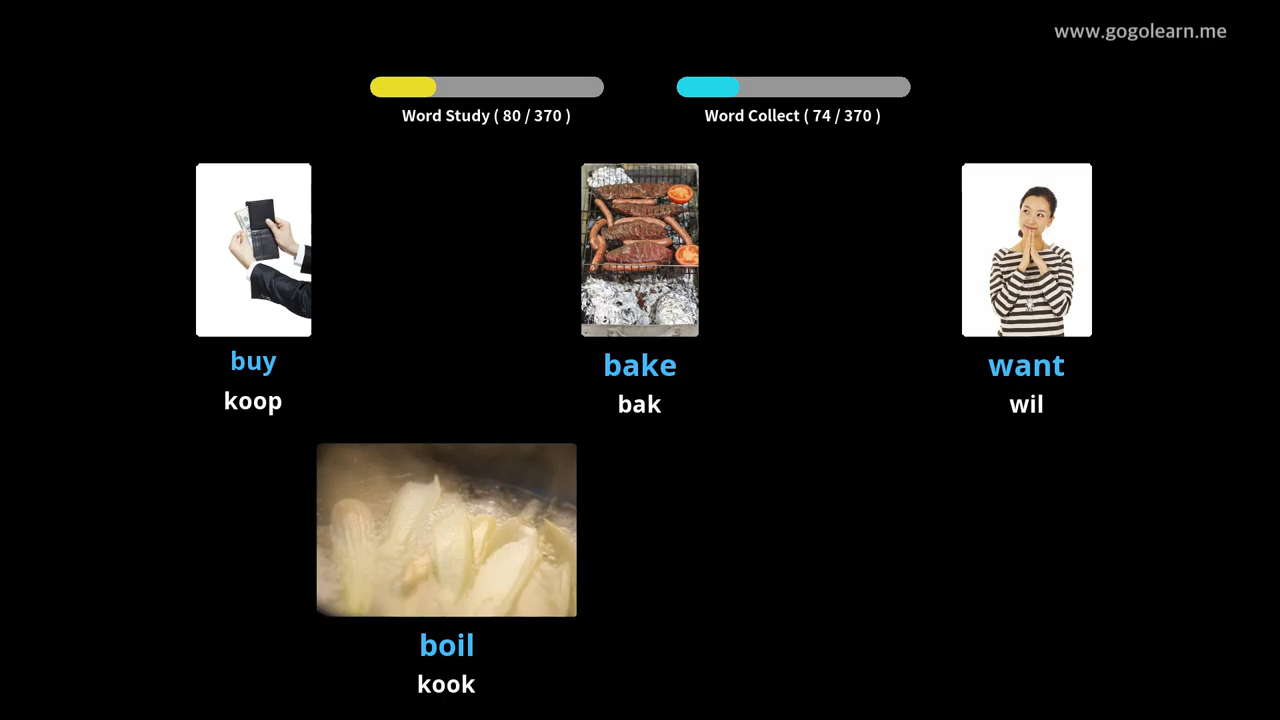 www.gogolearn.me
Word Study ( 80 / 370 )
Word Collect ( 74 / 370 )
buy
koop
bake
bak
want
wil
boil
kook